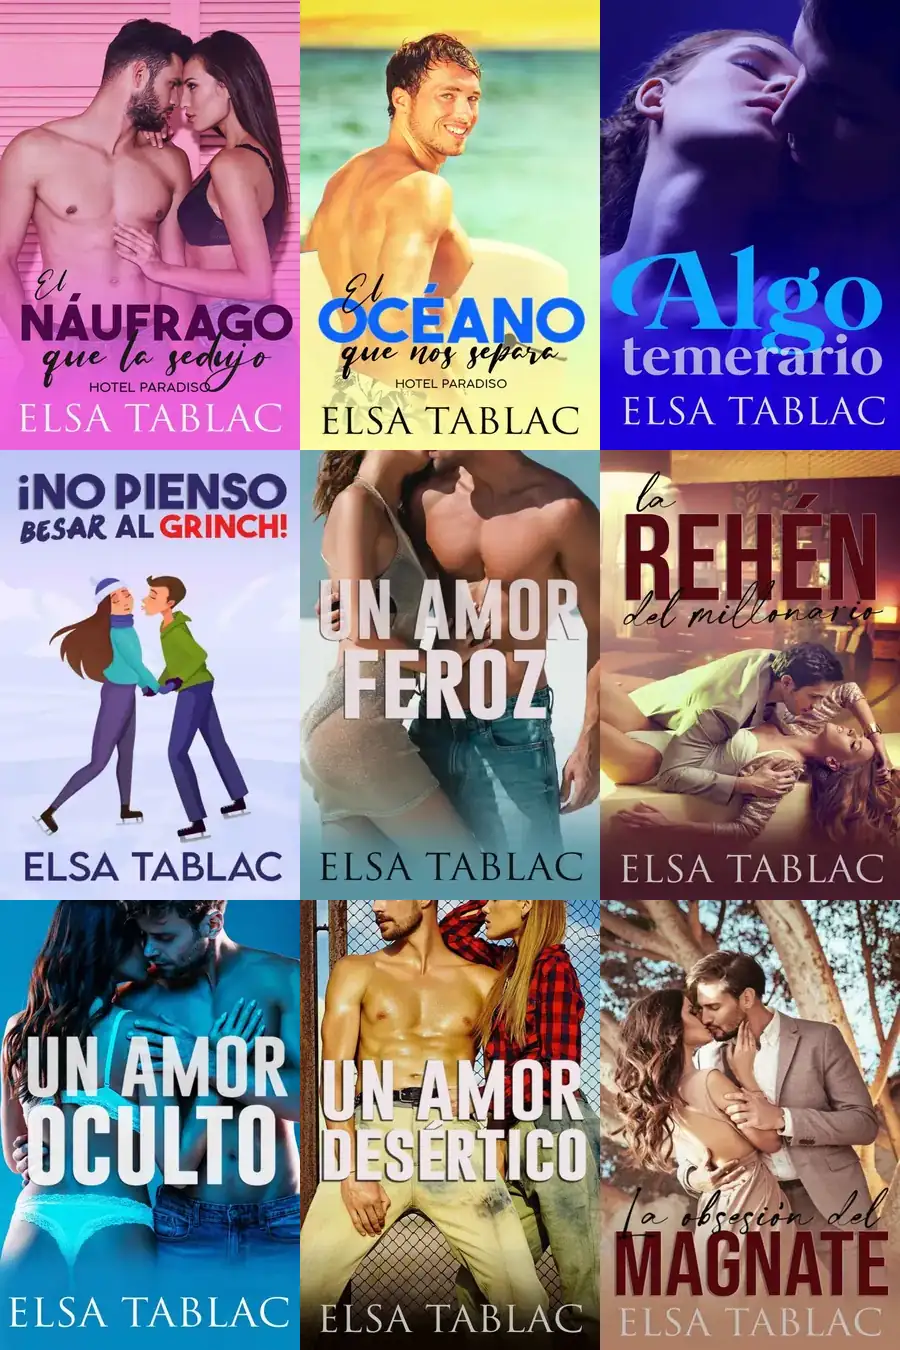 El
NÁUFRAGO
que la sedujo
HOTEL PARADISO
ELSA TABLAC
El
OCÉANO
que nos separa
HOTEL PARADISO
ELSA TABLAC
Algo
temerario
ELSA TABLAC
¡NO PIENSO
BESAR AL GRINCH!
ELSA TABLAC
UN AMOR
FEROZ
ELSA TABLAC
la
REHÉN
del millonario
ELSA TABLAC
UN AMOR
OCULTO
ELSA TABLAC
UN AMOR
DESÉRTICO
ELSA TABLAC
La obsesión del
MAGNATE
ELSA TABLAC